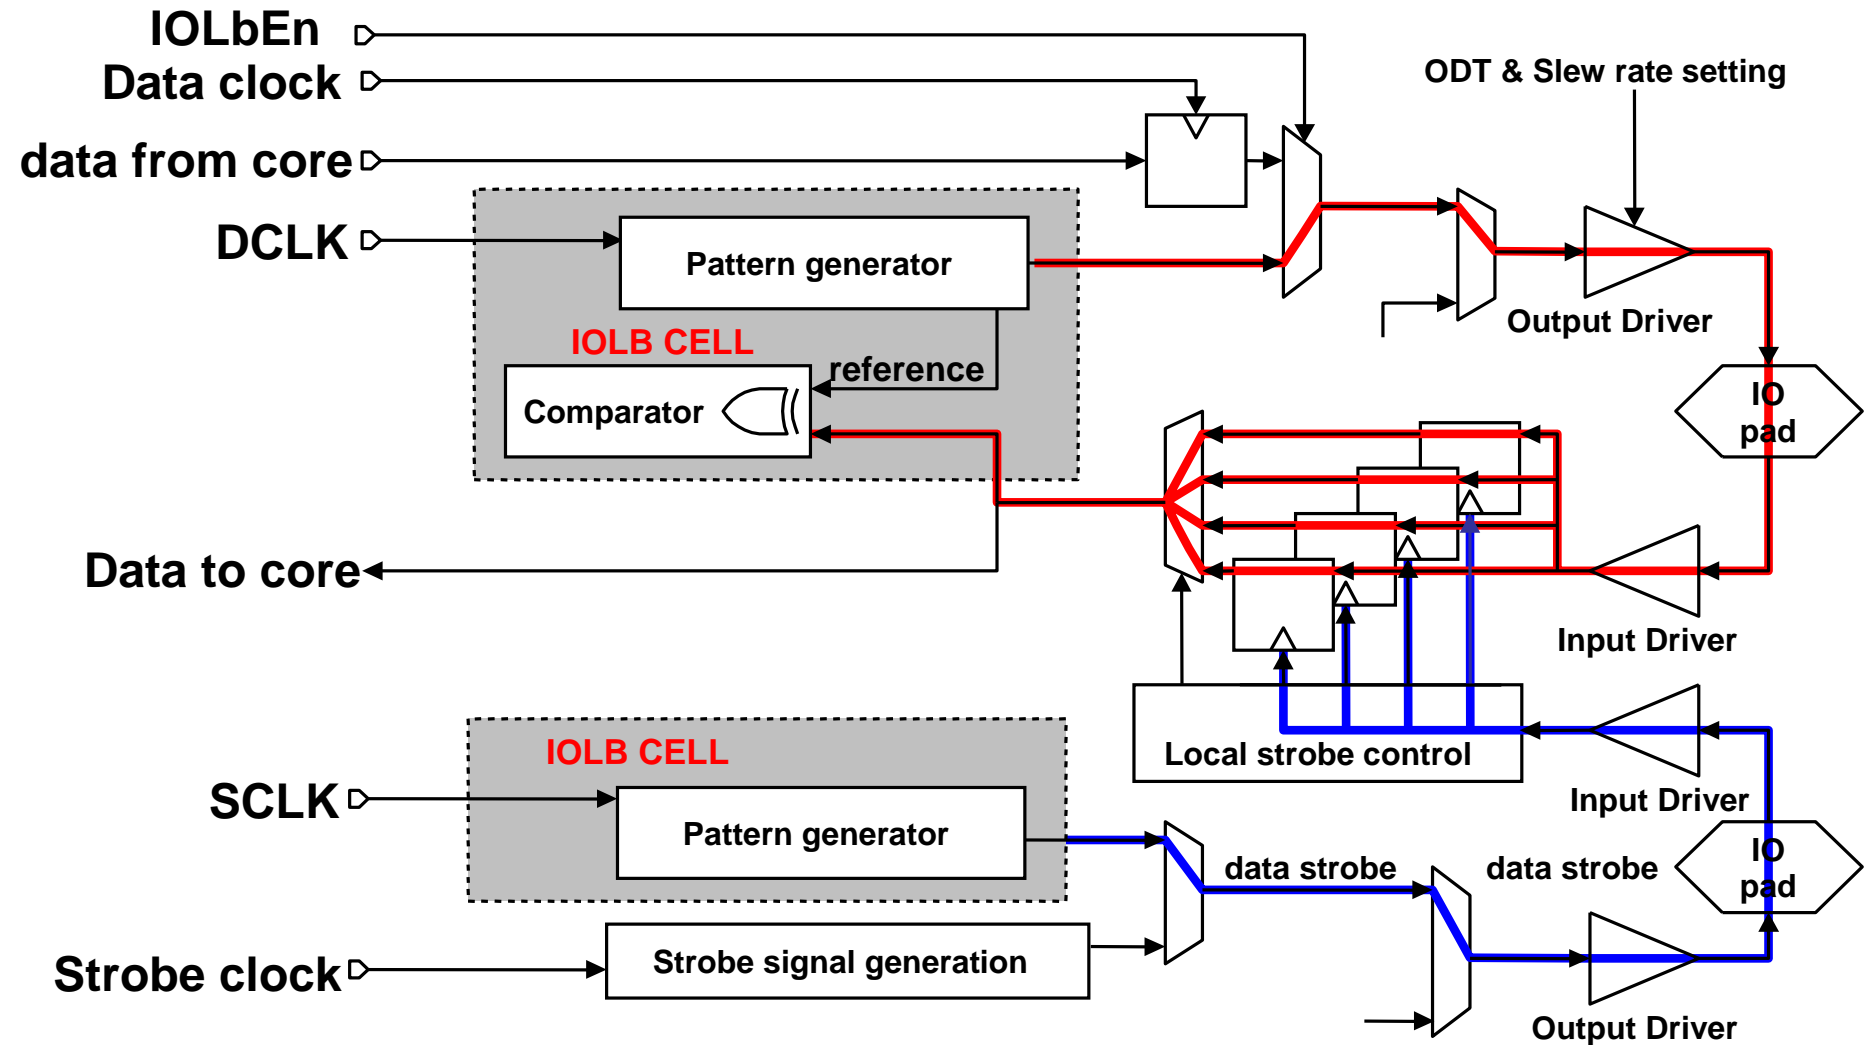 IOLbEn
Data clock
ODT & Slew rate setting
data from core
DCLK
Pattern generator
Output Driver
IOLB CELL
reference
Comparator
IO
pad
Data to core
Input Driver
Local strobe control
IOLB CELL
SCLK
Pattern generator
Input Driver
data strobe
data strobe
IO
pad
Strobe signal generation
Strobe clock
Output Driver